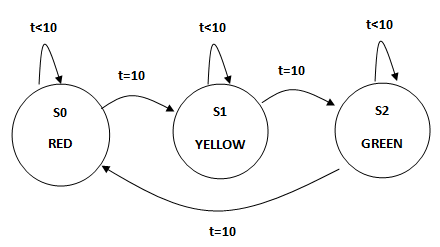 t<10
t<10
t<10
t=10
t=10
S0
RED
S1
YELLOW
S2
GREEN
t=10